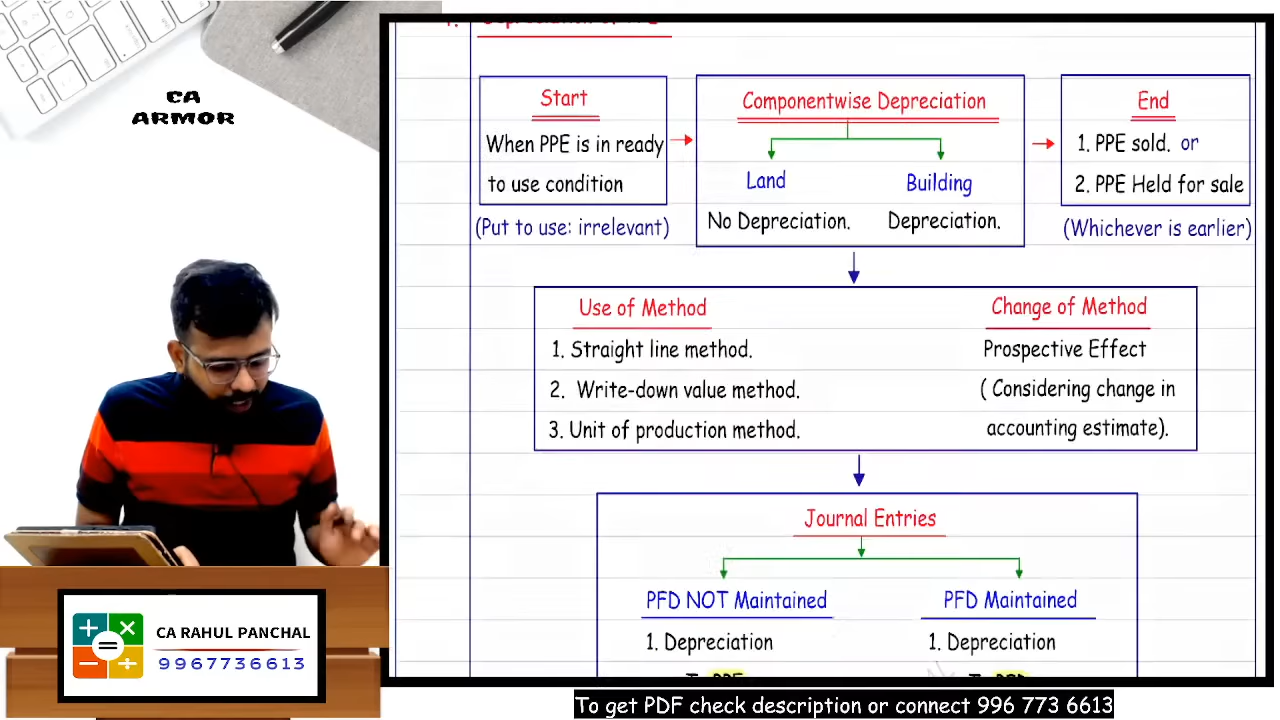 CA
ARMOR
Start
When PPE is in ready
to use condition
(Put to use: irrelevant)
Componentwise Depreciation
Land
No Depreciation.
Building
Depreciation.
End
1. PPE sold. or
2. PPE Held for sale
(Whichever is earlier)
Use of Method
1. Straight line method.
2. Write-down value method.
3. Unit of production method.
Change of Method
Prospective Effect
( Considering change in
accounting estimate).
Journal Entries
PFD NOT Maintained
1. Depreciation
PFD Maintained
1. Depreciation
CA RAHUL PANCHAL
9967736613
To get PDF check description or connect 996 773 6613